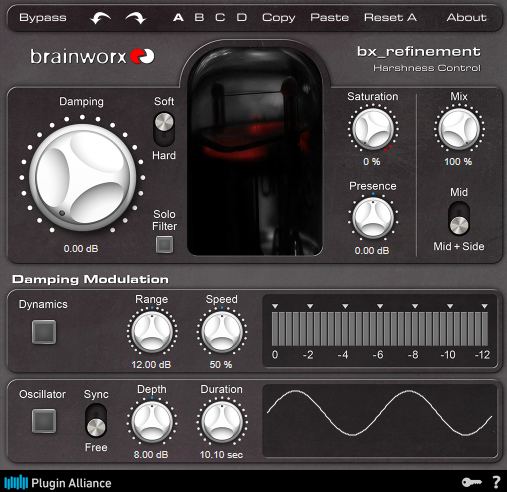 Bypass A B C D Copy Paste Reset A About
brainworx
bx_refinement
Harshness Control
Damping
Soft
Hard
Solo
Filter
0.00 dB
Saturation
0 %
Mix
100 %
Presence
0.00 dB
Mid
Mid + Side
Damping Modulation
Dynamics
Range
12.00 dB
Speed
50 %
0 -2 -4 -6 -8 -10 -12
Oscillator
Sync
Free
Depth
8.00 dB
Duration
10.10 sec
Plugin Alliance
?